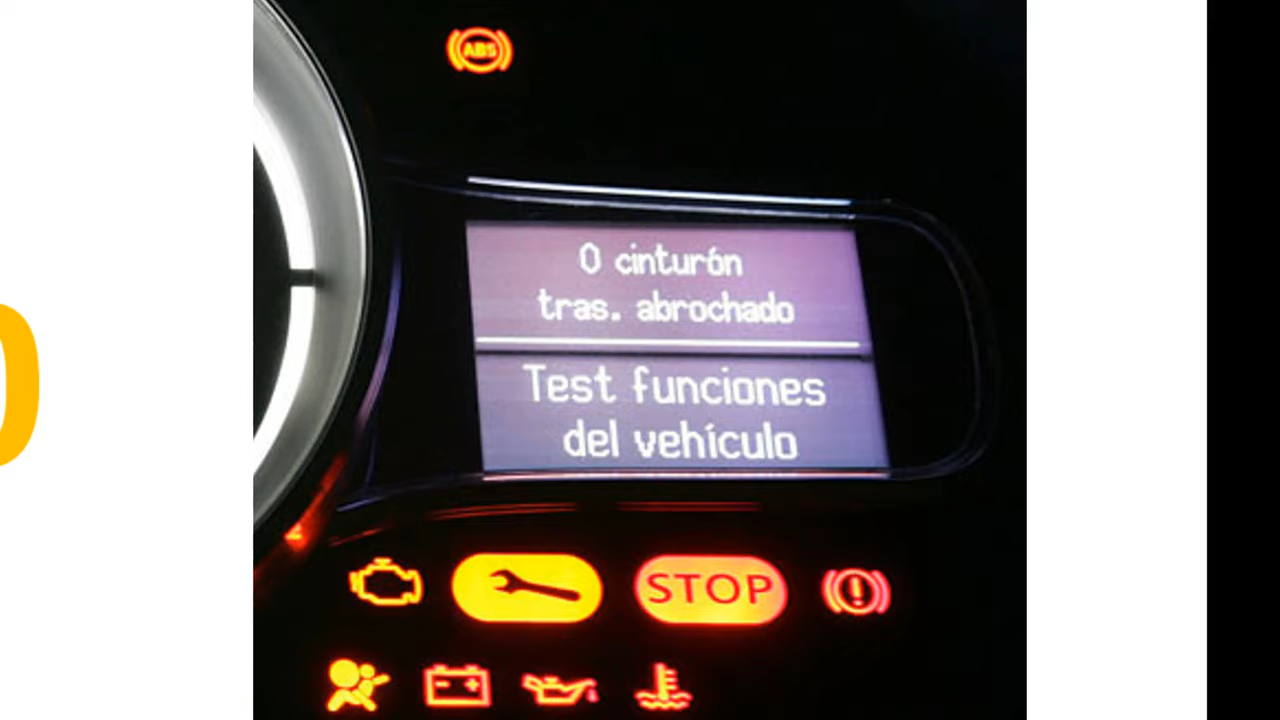 ABS
0 cinturón
tras. abrochado
Test funciones
del vehículo
STOP